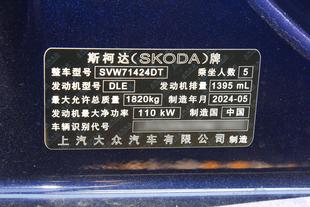 斯柯达(SKODA)牌
整车型号 SVW71424DT 乘坐人数 5
发动机型号 DLE 发动机排量 1395 mL
最大允许总质量 1820kg 制造年月 2024-05
发动机最大净功率 110 kW 制造国 中国
车辆识别代号
上汽大众汽车有限公司